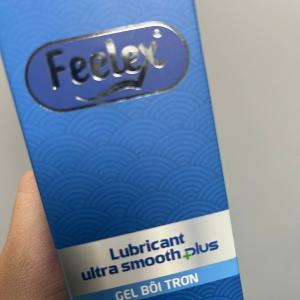 Feelex
Lubricant
ultra smooth plus
GEL BÔI TRƠN